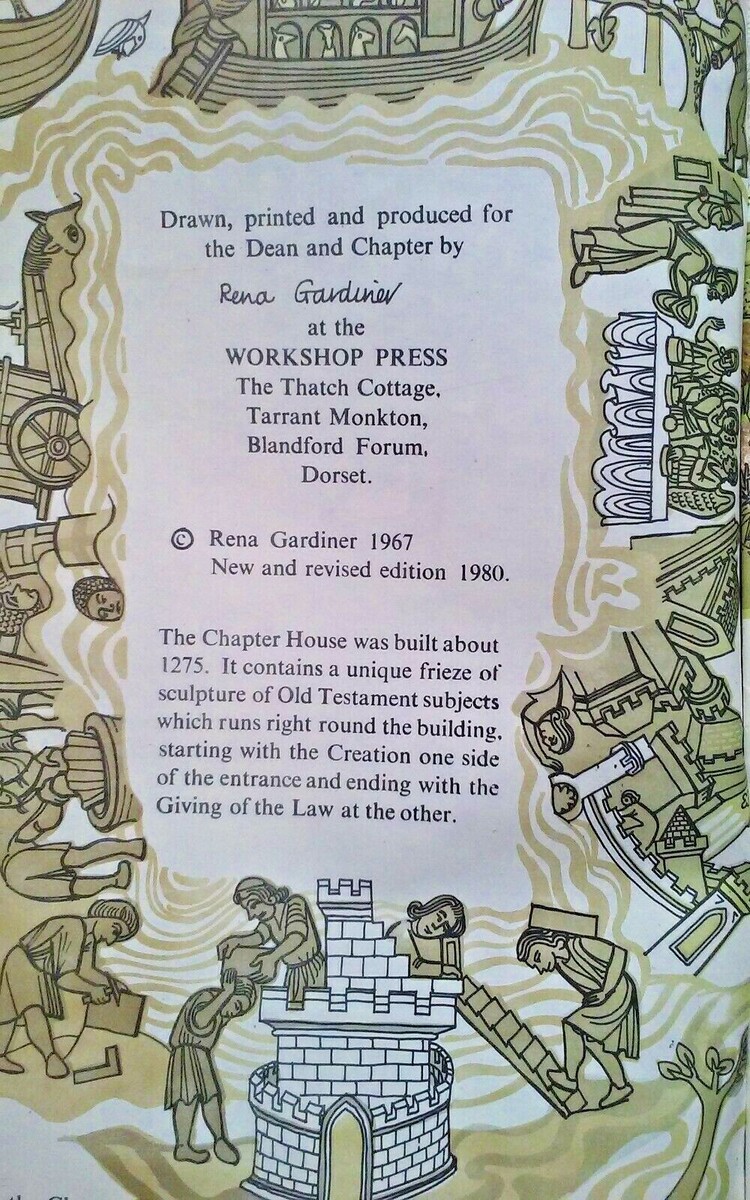 Drawn, printed and produced for
the Dean and Chapter by
Rena Gardiner
at the
WORKSHOP PRESS
The Thatch Cottage,
Tarrant Monkton,
Blandford Forum,
Dorset.
© Rena Gardiner 1967
New and revised edition 1980.
The Chapter House was built about
1275. It contains a unique frieze of
sculpture of Old Testament subjects
which runs right round the building,
starting with the Creation one side
of the entrance and ending with the
Giving of the Law at the other.